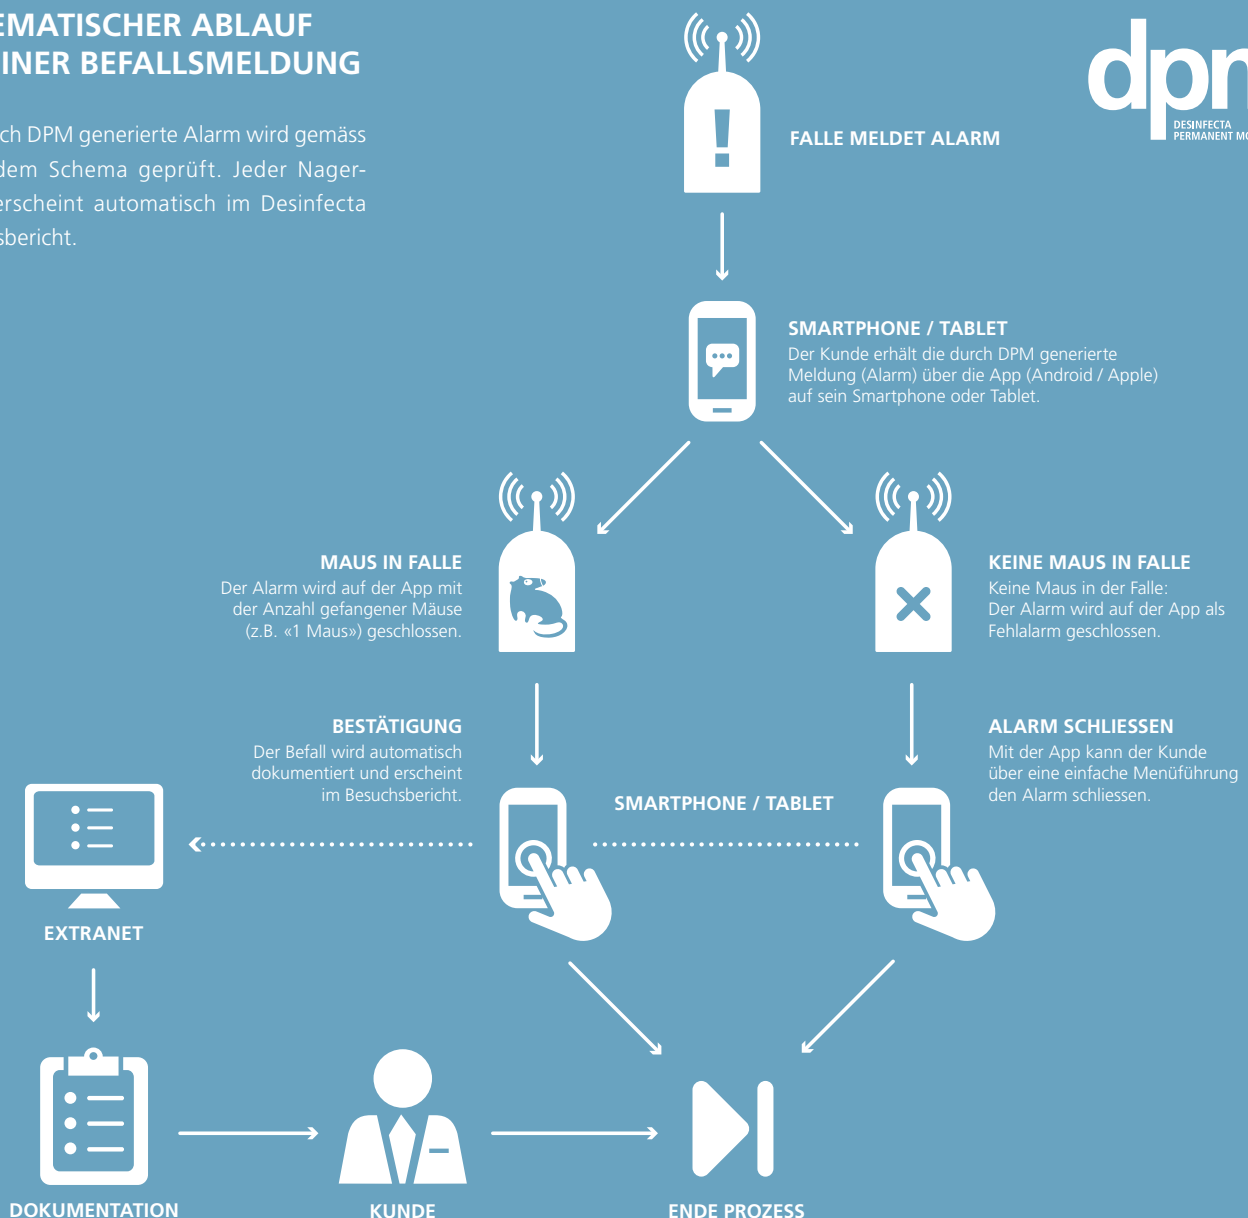 EMATISCHER ABLAUF
INER BEFALLSMELDUNG
ch DPM generierte Alarm wird gemäss
dem Schema geprüft. Jeder Nager-
erscheint automatisch im Desinfecta
sbericht.
dpm
DESINFECTA
PERMANENT MO
FALLE MELDET ALARM
SMARTPHONE / TABLET
Der Kunde erhält die durch DPM generierte
Meldung (Alarm) über die App (Android / Apple)
auf sein Smartphone oder Tablet.
MAUS IN FALLE
Der Alarm wird auf der App mit
der Anzahl gefangener Mäuse
(z.B. «1 Maus») geschlossen.
KEINE MAUS IN FALLE
Keine Maus in der Falle:
Der Alarm wird auf der App als
Fehlalarm geschlossen.
BESTÄTIGUNG
Der Befall wird automatisch
dokumentiert und erscheint
im Besuchsbericht.
SMARTPHONE / TABLET
ALARM SCHLIESSEN
Mit der App kann der Kunde
über eine einfache Menüführung
den Alarm schliessen.
EXTRANET
DOKUMENTATION
KUNDE
ENDE PROZESS